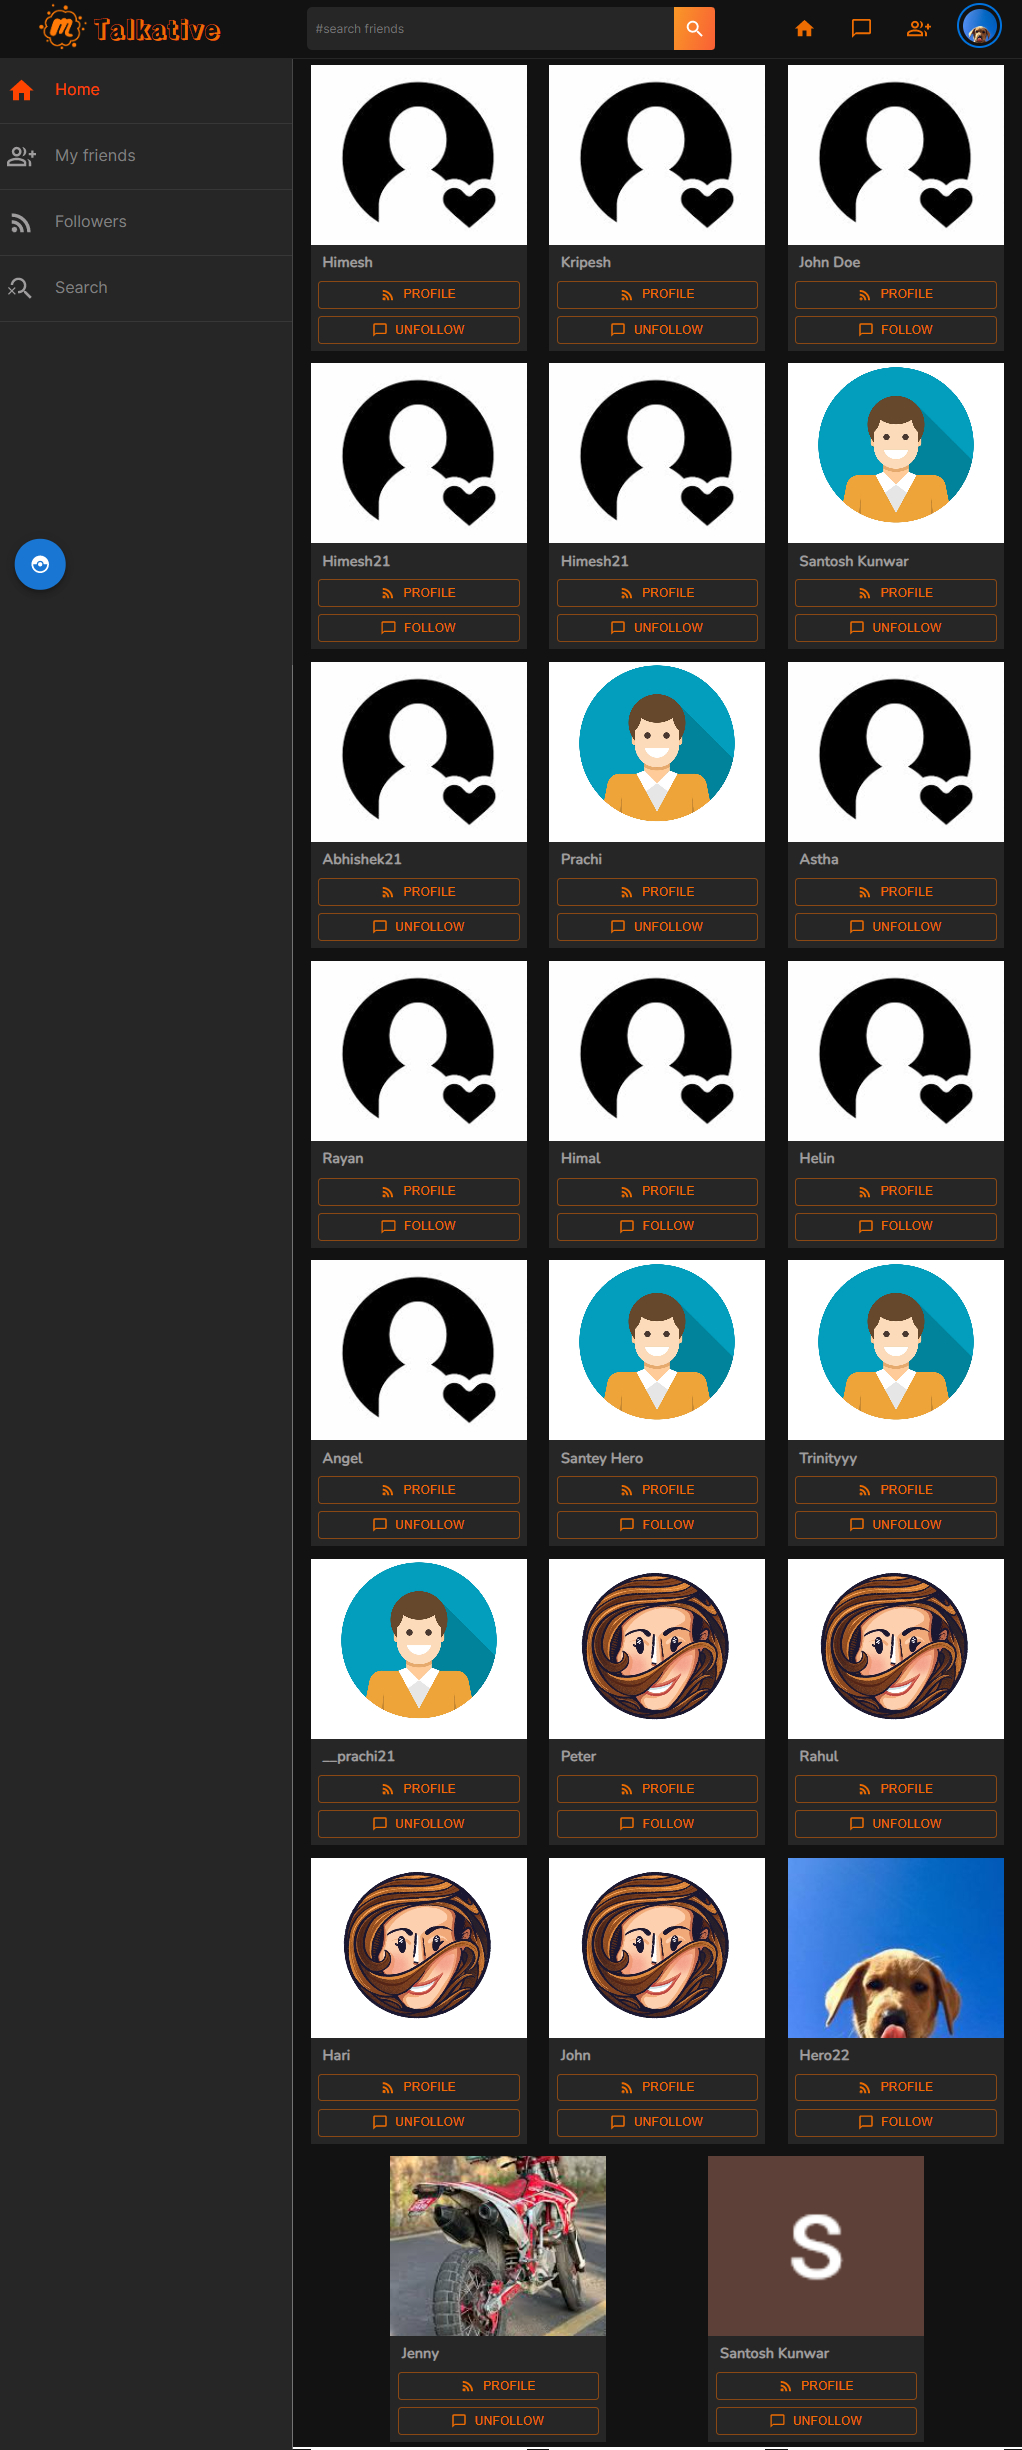 m Talkative
#search friends
Home
My friends
Followers
Search
Himesh
PROFILE
UNFOLLOW
Kripesh
PROFILE
UNFOLLOW
John Doe
PROFILE
FOLLOW
Himesh21
PROFILE
FOLLOW
Himesh21
PROFILE
UNFOLLOW
Santosh Kunwar
PROFILE
UNFOLLOW
Abhishek21
PROFILE
UNFOLLOW
Prachi
PROFILE
UNFOLLOW
Astha
PROFILE
UNFOLLOW
Rayan
PROFILE
FOLLOW
Himal
PROFILE
FOLLOW
Helin
PROFILE
FOLLOW
Angel
PROFILE
UNFOLLOW
Santey Hero
PROFILE
FOLLOW
Trinityyy
PROFILE
UNFOLLOW
__prachi21
PROFILE
UNFOLLOW
Peter
PROFILE
FOLLOW
Rahul
PROFILE
UNFOLLOW
Hari
PROFILE
UNFOLLOW
John
PROFILE
UNFOLLOW
Hero22
PROFILE
FOLLOW
Jenny
PROFILE
UNFOLLOW
S
Santosh Kunwar
PROFILE
UNFOLLOW